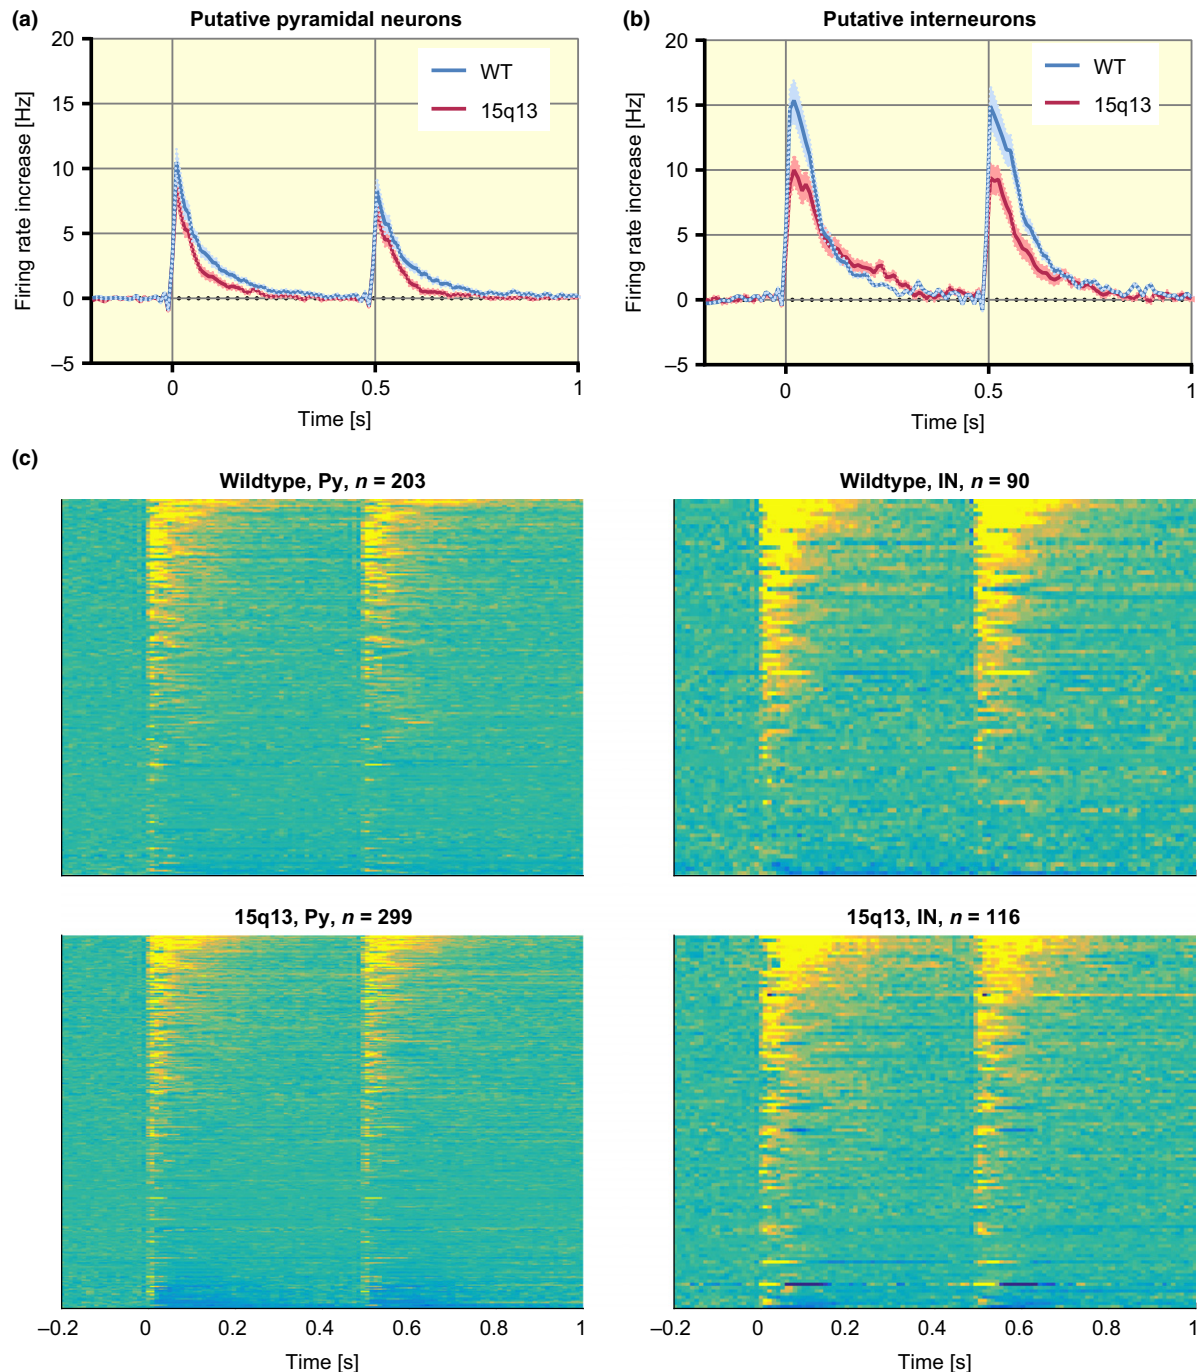 (a)
Putative pyramidal neurons
20
15
10
5
0
–5
Firing rate increase [Hz]
WT
15q13
0
0.5
1
Time [s]
(b)
Putative interneurons
20
15
10
5
0
–5
Firing rate increase [Hz]
WT
15q13
0
0.5
1
Time [s]
(c)
Wildtype, Py, n = 203
Wildtype, IN, n = 90
15q13, Py, n = 299
15q13, IN, n = 116
–0.2 0 0.2 0.4 0.6 0.8 1
Time [s]
–0.2 0 0.2 0.4 0.6 0.8 1
Time [s]